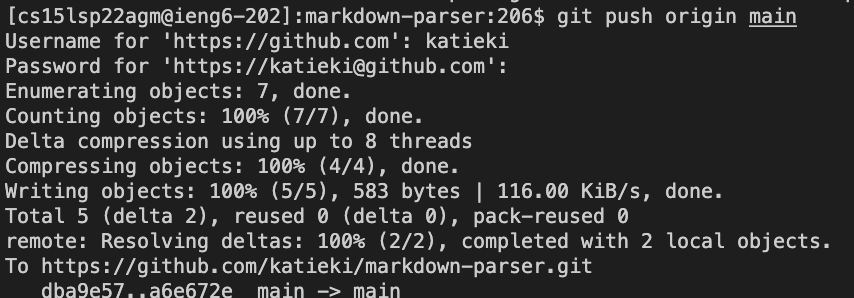 [cs15lsp22agm@ieng6-202]:markdown-parser:206$ git push origin main
Username for 'https://github.com': katieki
Password for 'https://katieki@github.com':
Enumerating objects: 7, done.
Counting objects: 100% (7/7), done.
Delta compression using up to 8 threads
Compressing objects: 100% (4/4), done.
Writing objects: 100% (5/5), 583 bytes | 116.00 KiB/s, done.
Total 5 (delta 2), reused 0 (delta 0), pack-reused 0
remote: Resolving deltas: 100% (2/2), completed with 2 local objects.
To https://github.com/katieki/markdown-parser.git
   dba9e57..a6e672e  main -> main